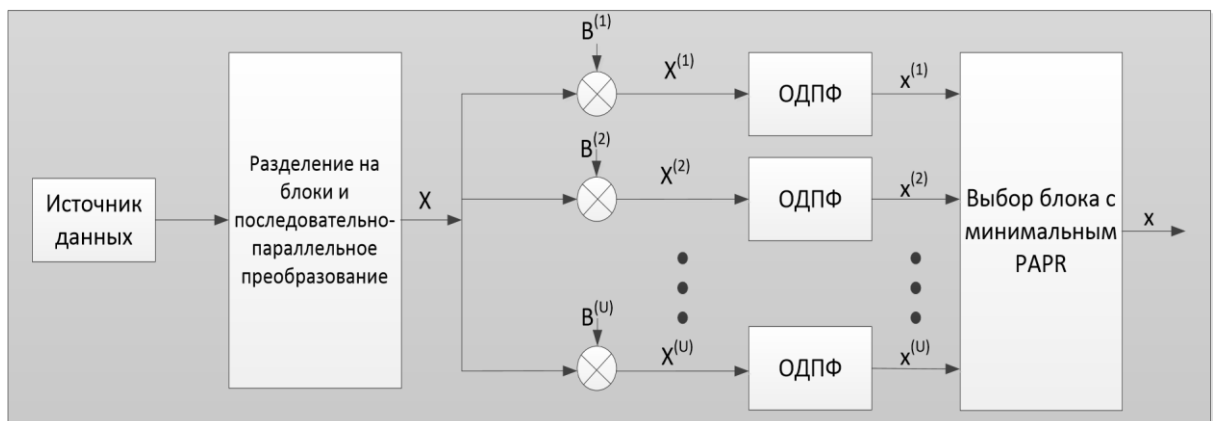 Источник
данных
Разделение на
блоки и
последовательно-
параллельное
преобразование
X
B(1)
X(1)
ОДПФ
x(1)
B(2)
X(2)
ОДПФ
x(2)
B(U)
X(U)
ОДПФ
x(U)
Выбор блока с
минимальным
PAPR
x